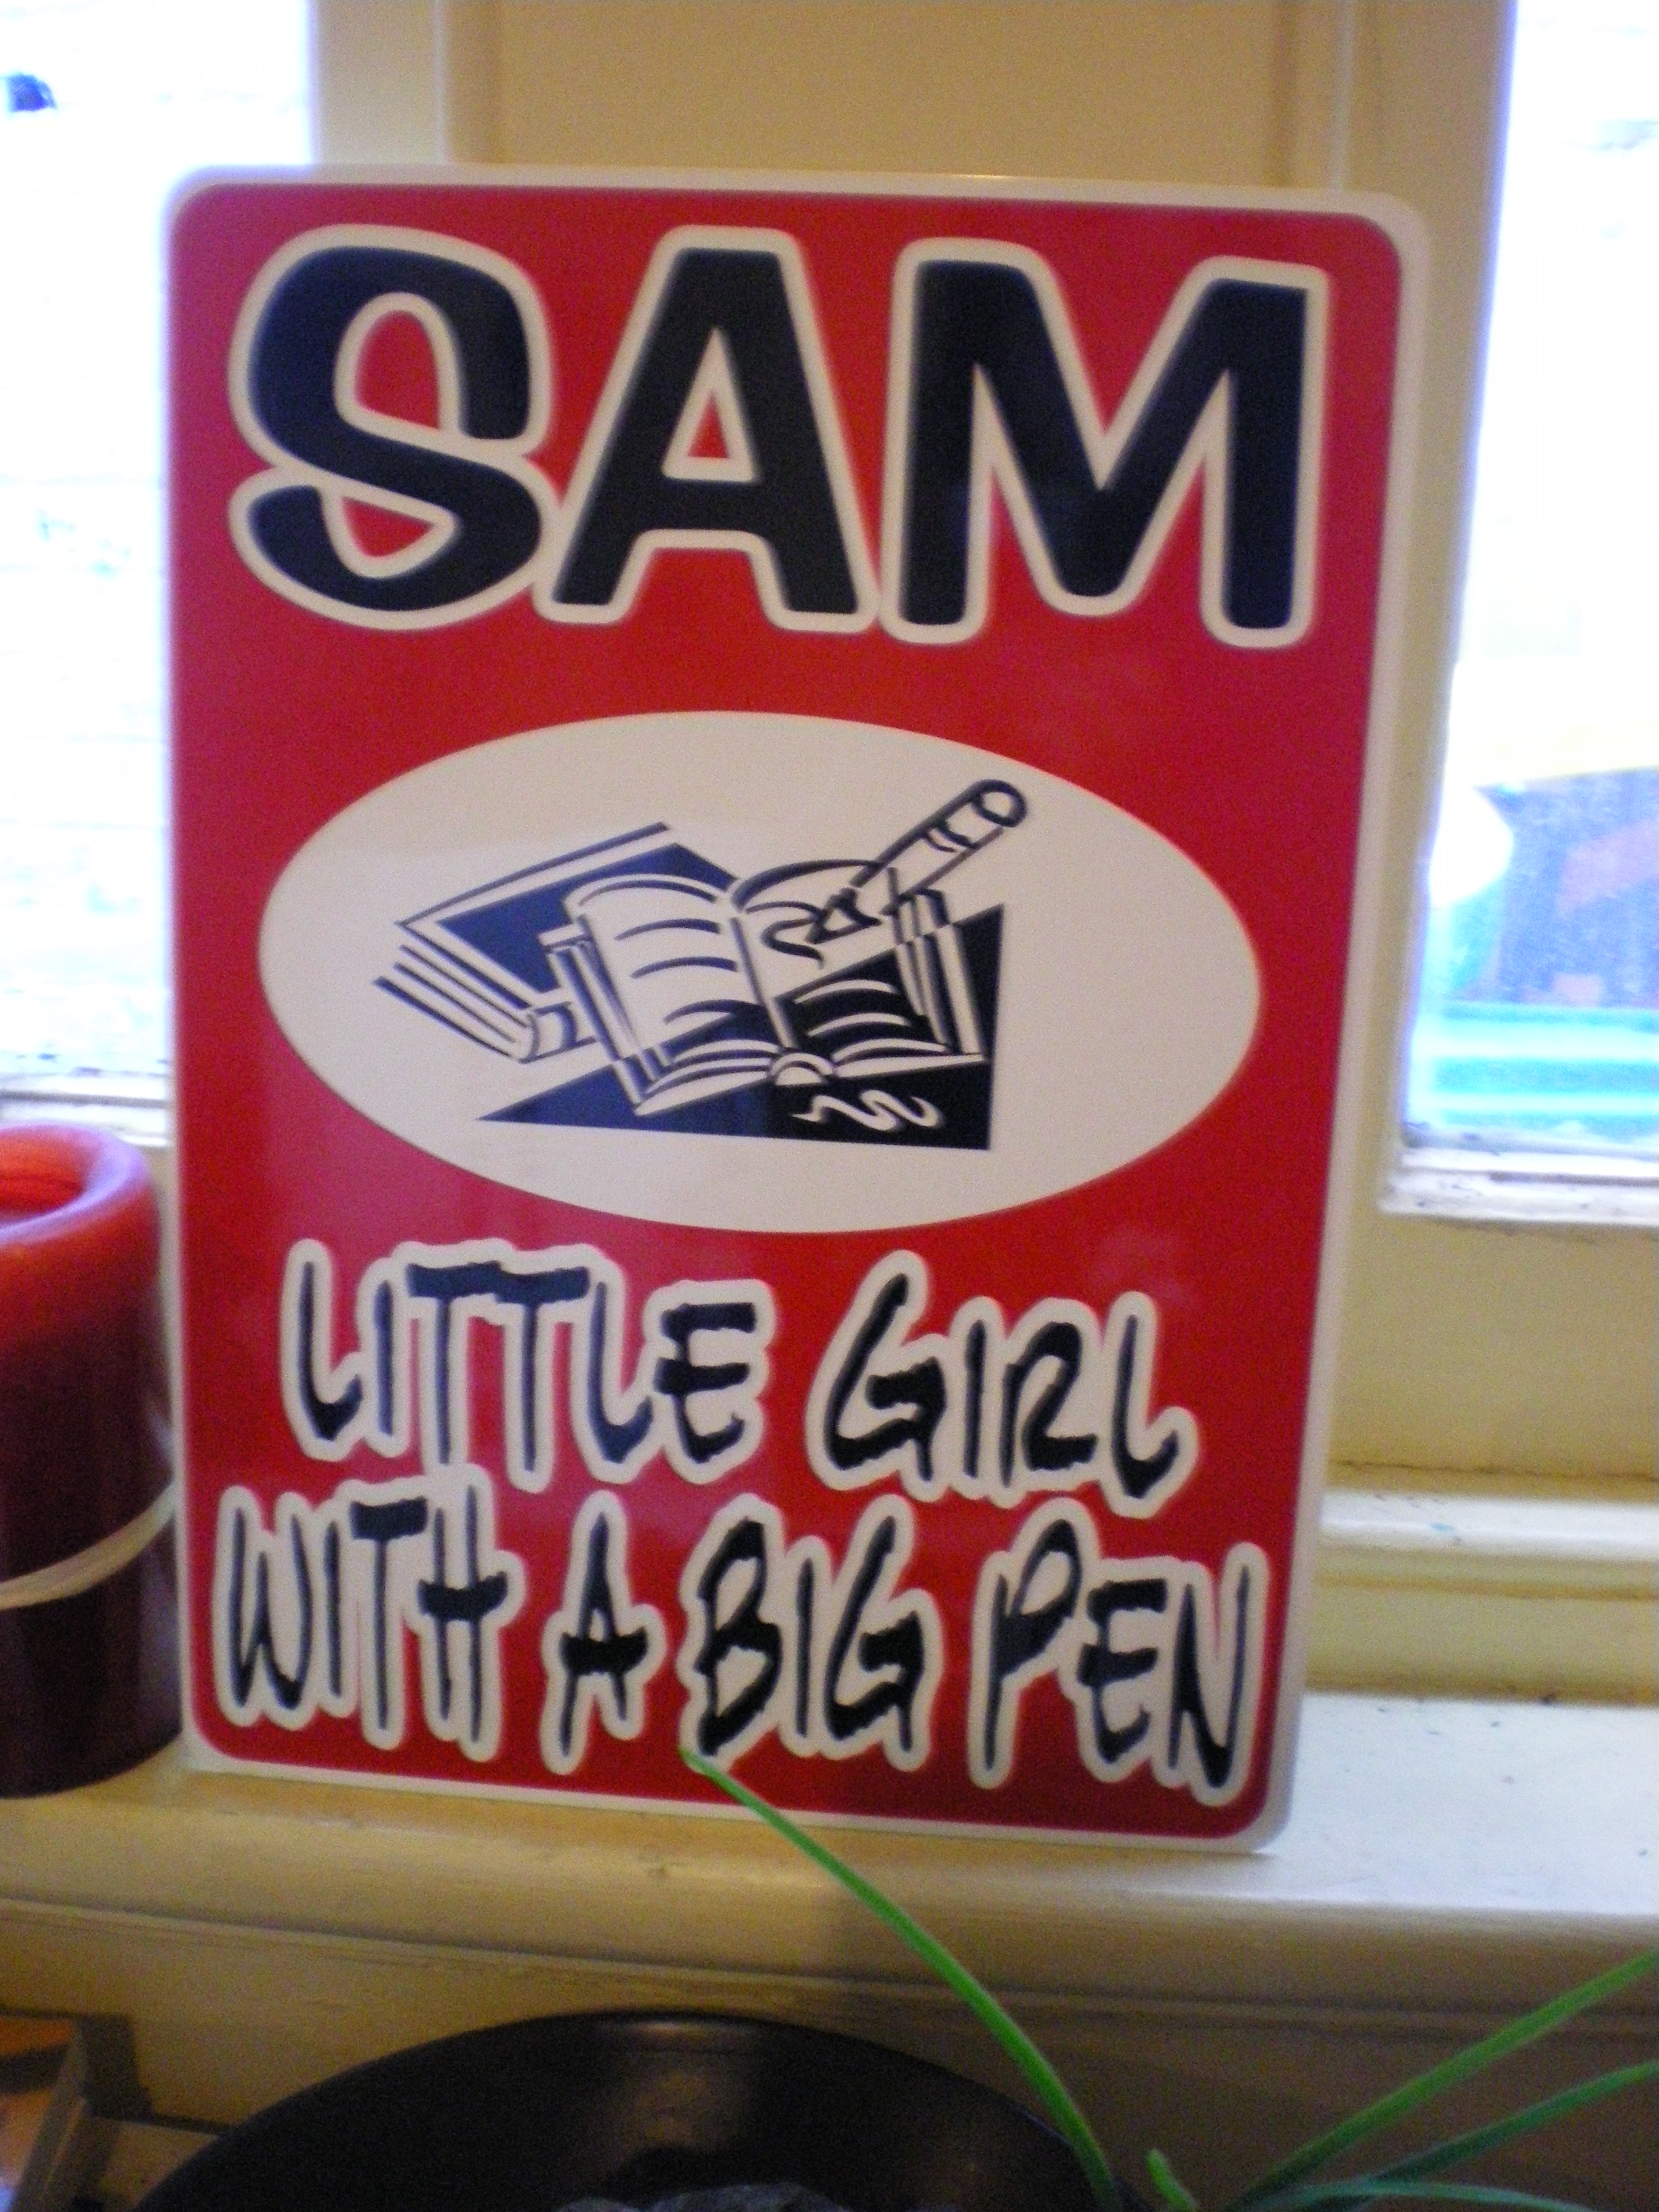 SAM
LITTLE GIRL
WITH A BIG PEN